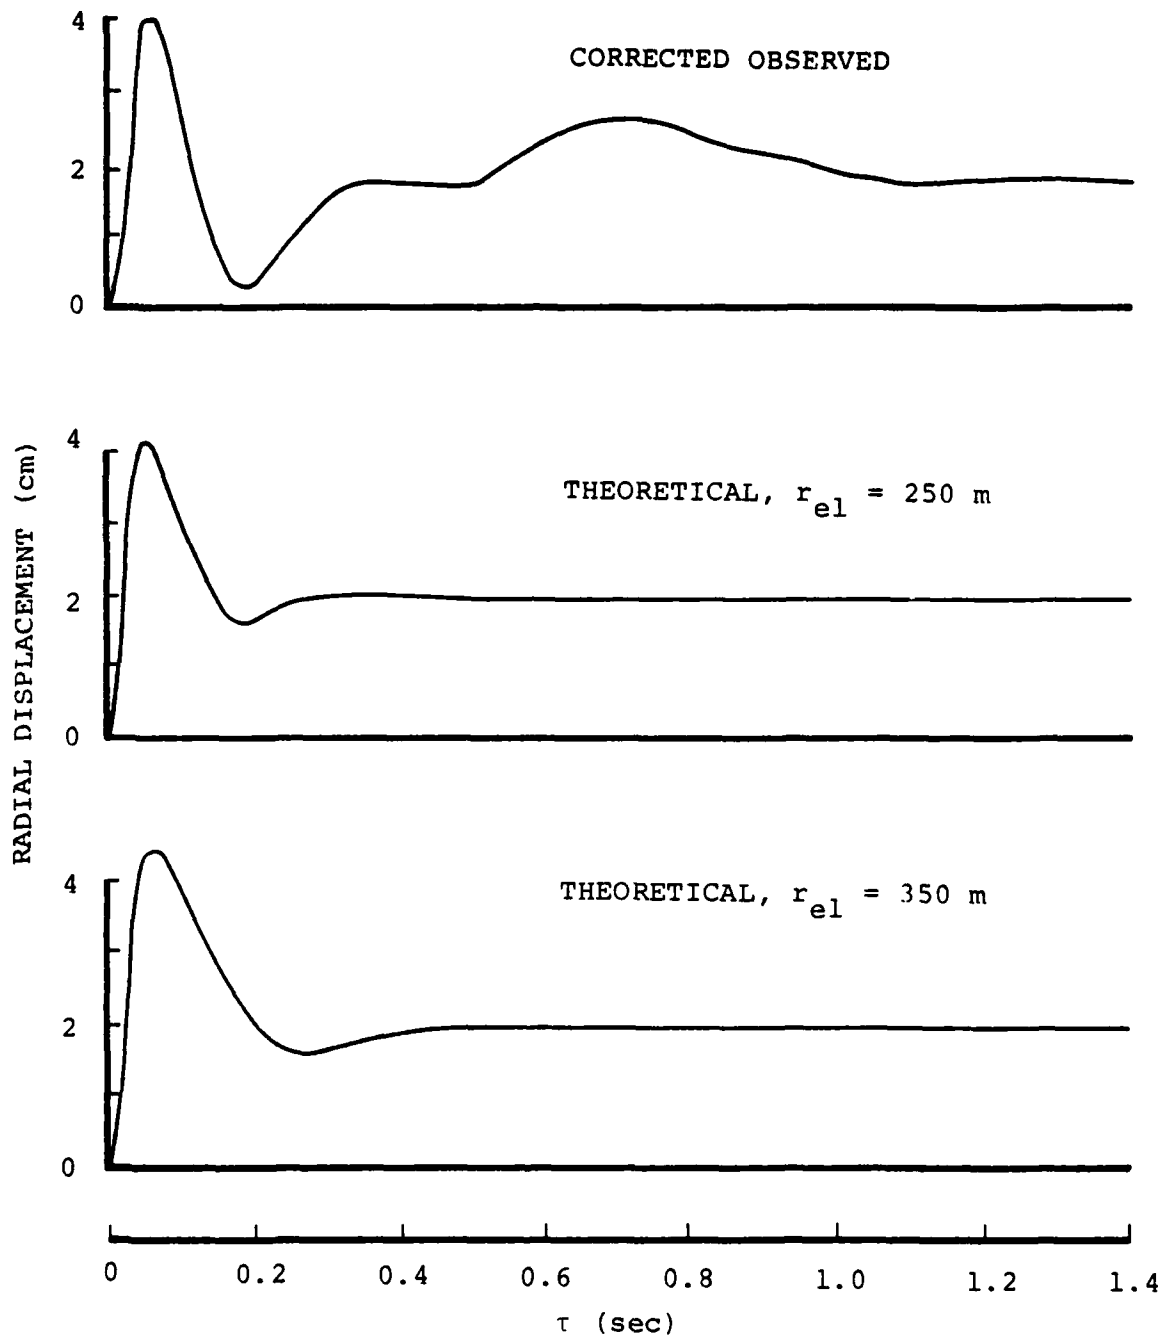 4
CORRECTED OBSERVED
2
0
RADIAL DISPLACEMENT (cm)
4
THEORETICAL, r_el = 250 m
2
0
4
THEORETICAL, r_el = 350 m
2
0
0 0.2 0.4 0.6 0.8 1.0 1.2 1.4
τ (sec)